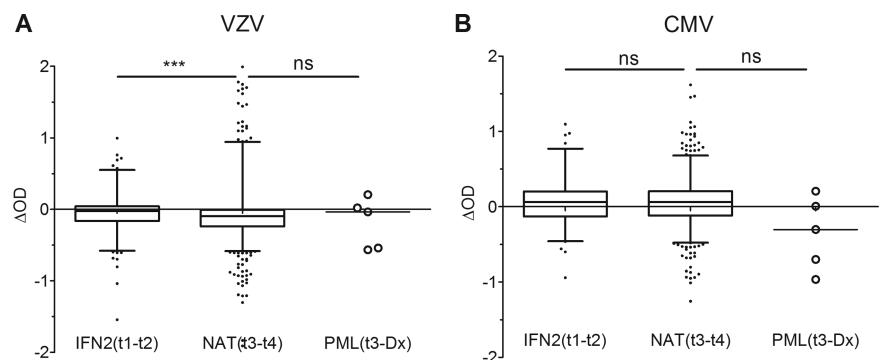 A
VZV
B
CMV
***
ns
ns
ns
2
1
0
-1
-2
ΔOD
IFN2(t1-t2)
NAT(t3-t4)
PML(t3-Dx)
2
1
0
-1
-2
ΔOD
IFN2(t1-t2)
NAT(t3-t4)
PML(t3-Dx)